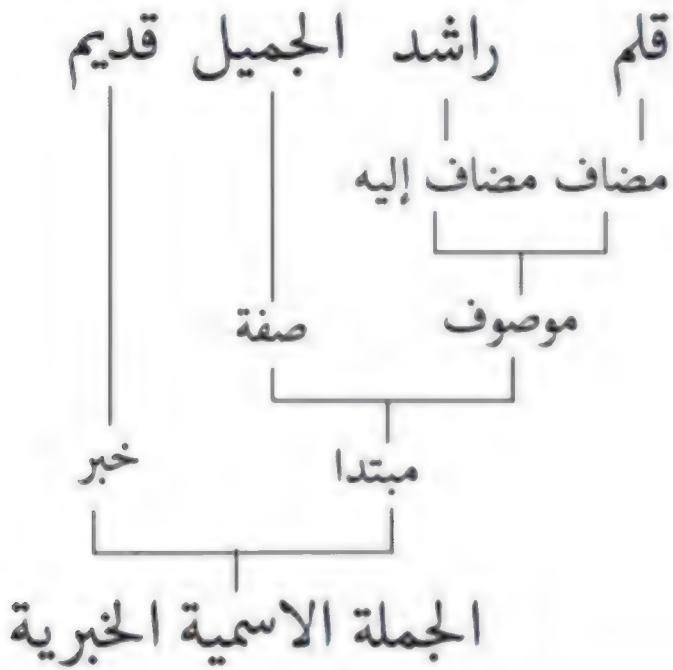 قلم راشد الجميل قديم
مضاف مضاف إليه
موصوف صفة
مبتدا خبر
الجملة الاسمية الخبرية